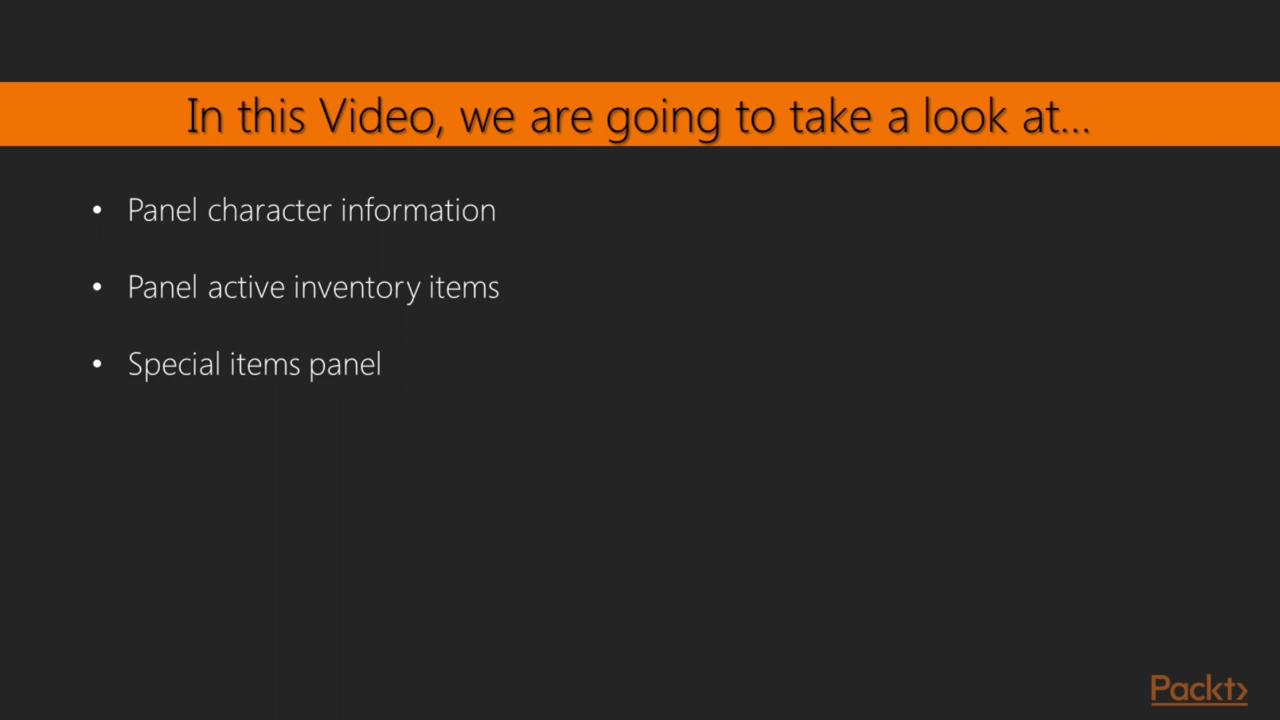 In this Video, we are going to take a look at...
• Panel character information
• Panel active inventory items
• Special items panel
Packt>